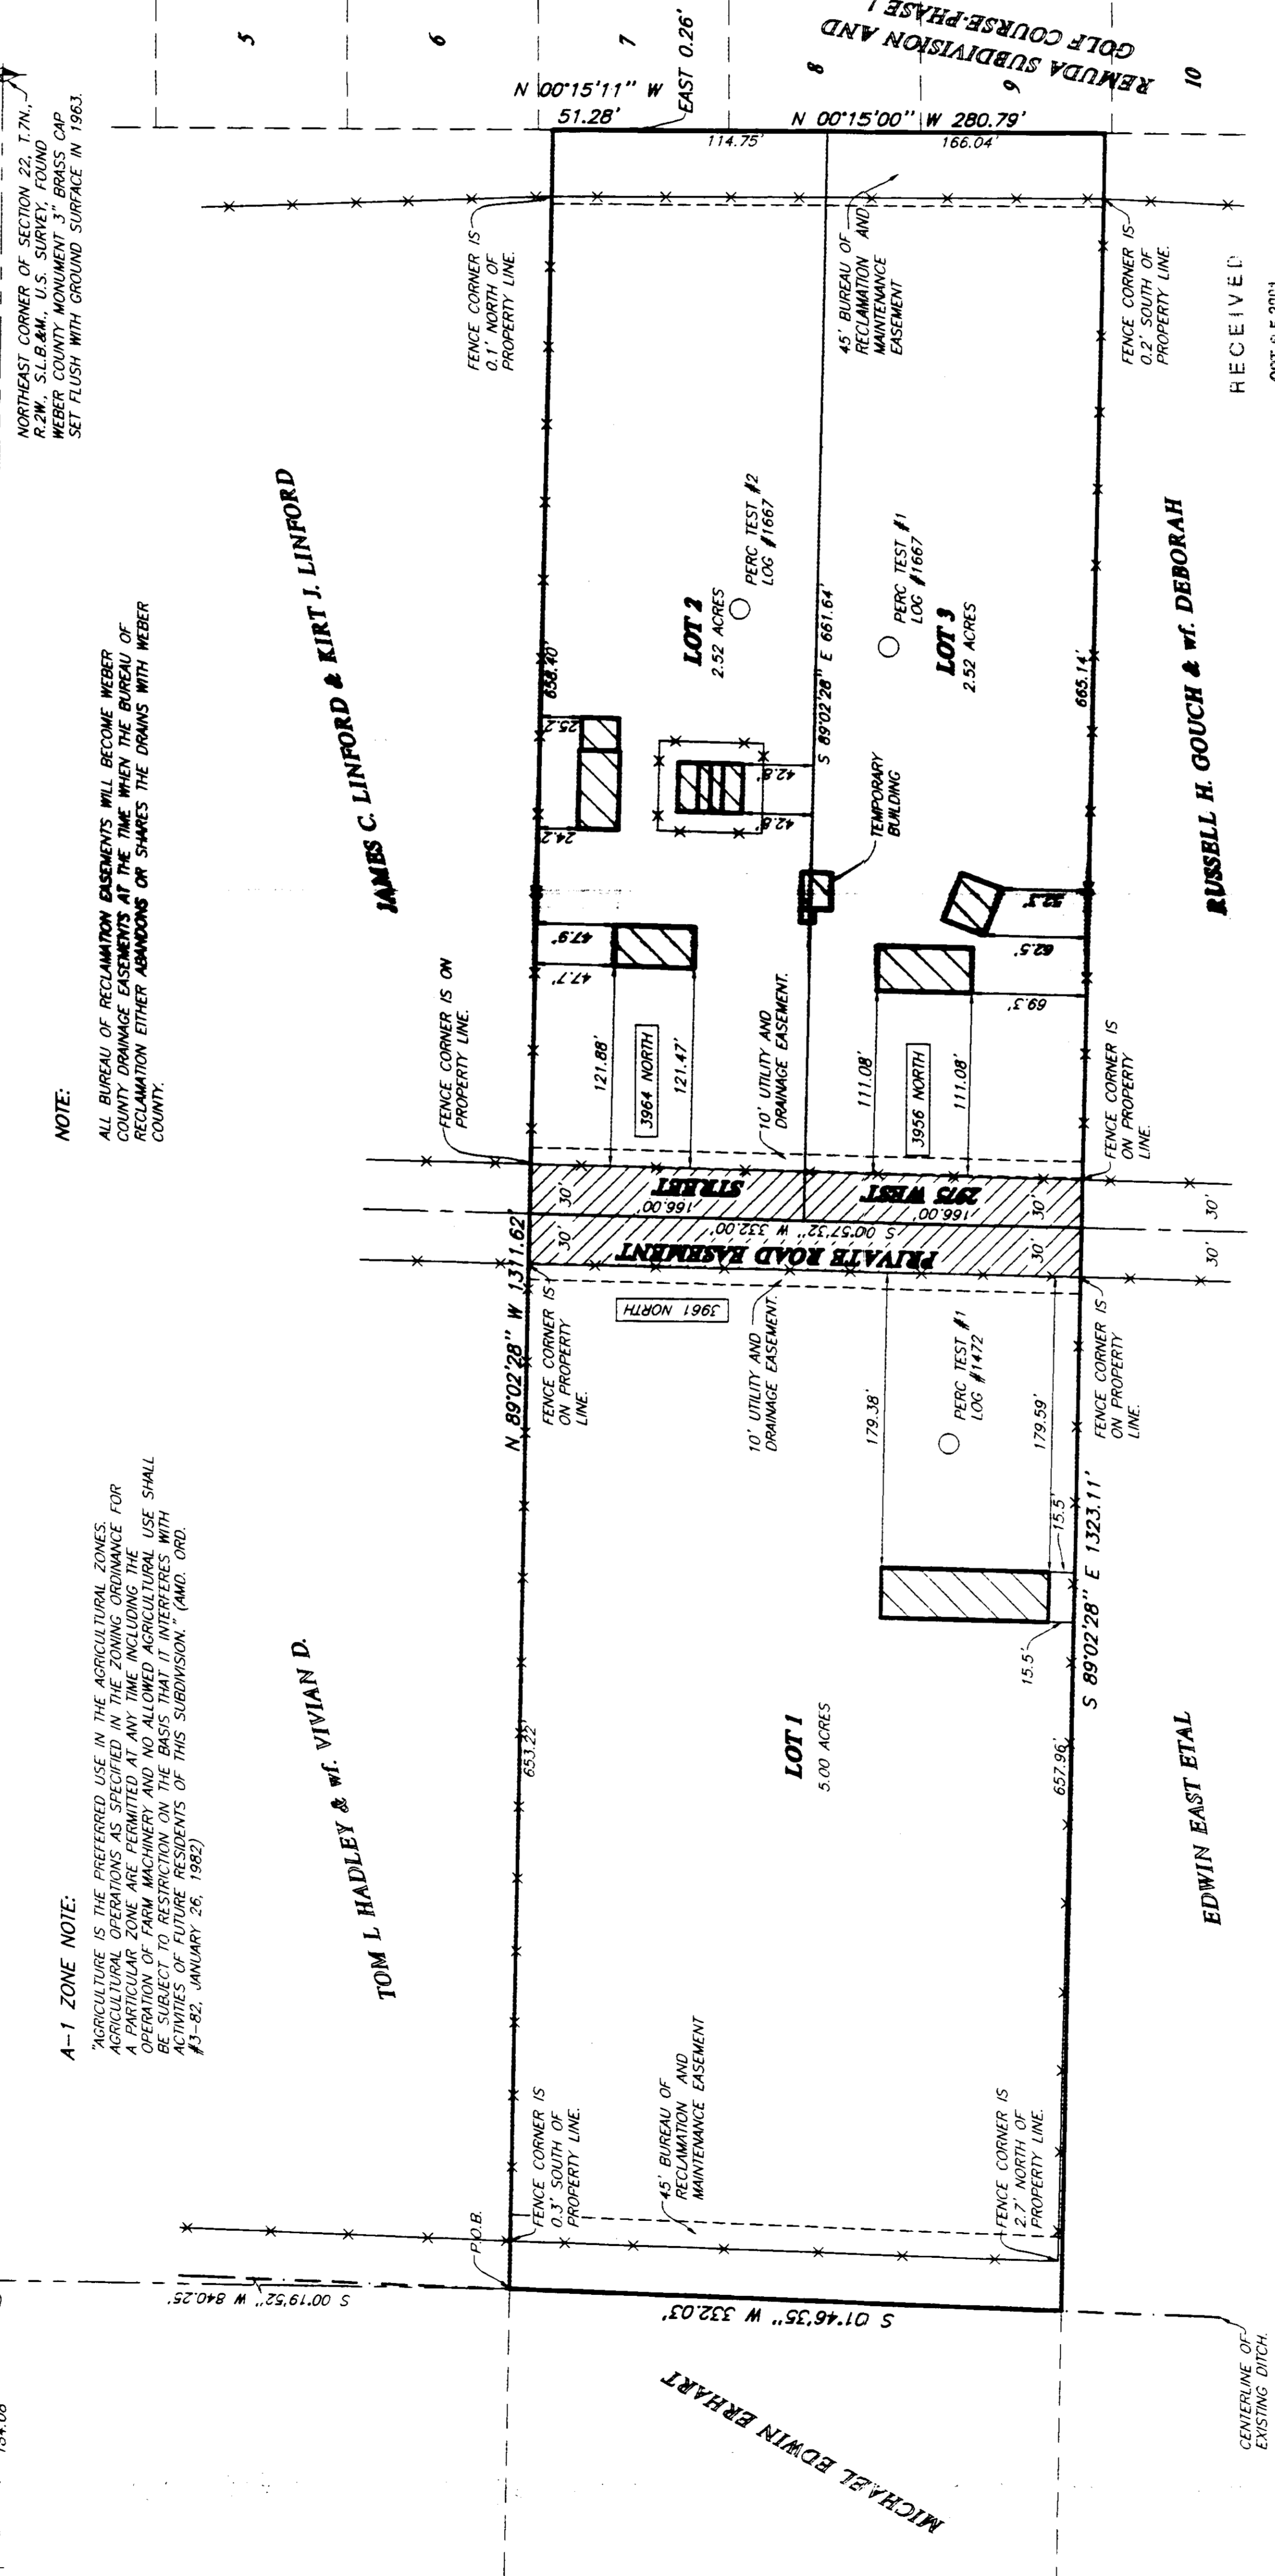 NORTHEAST CORNER OF SECTION 22, T.7N.,
R.2W., S.L.B.&M., U.S. SURVEY, FOUND
WEBER COUNTY MONUMENT 3" BRASS CAP
SET FLUSH WITH GROUND SURFACE IN 1963.
NOTE:
ALL BUREAU OF RECLAMATION EASEMENTS WILL BECOME WEBER
COUNTY DRAINAGE EASEMENTS AT THE TIME WHEN THE BUREAU OF
RECLAMATION EITHER ABANDONS OR SHARES THE DRAINS WITH WEBER
COUNTY.
A-1 ZONE NOTE:
"AGRICULTURE IS THE PREFERRED USE IN THE AGRICULTURAL ZONES.
AGRICULTURAL OPERATIONS AS SPECIFIED IN THE ZONING ORDINANCE FOR
A PARTICULAR ZONE ARE PERMITTED AT ANY TIME INCLUDING THE
OPERATION OF FARM MACHINERY AND NO ALLOWED AGRICULTURAL USE SHALL
BE SUBJECT TO RESTRICTION ON THE BASIS THAT IT INTERFERES WITH
ACTIVITIES OF FUTURE RESIDENTS OF THIS SUBDIVISION." (AMD. ORD.
#3-82, JANUARY 26, 1982)
5
6
7
8
9
10
REMUDA SUBDIVISION AND
GOLF COURSE-PHASE 1
N 00°15'11" W
51.28'
EAST 0.26'
N 00°15'00" W 280.79'
114.75'
166.04'
JAMES C. LINFORD & KIRT J. LINFORD
TOM L HADLEY & wf. VIVIAN D.
FENCE CORNER IS
0.1' NORTH OF
PROPERTY LINE.
45' BUREAU OF
RECLAMATION AND
MAINTENANCE
EASEMENT
FENCE CORNER IS
0.2' SOUTH OF
PROPERTY LINE.
RECEIVED
658.40'
LOT 2
2.52 ACRES
PERC TEST #2
LOG #1667
S 89°02'28" E 661.64'
PERC TEST #1
LOG #1667
LOT 3
2.52 ACRES
665.14'
RUSSELL H. GOUCH & wf. DEBORAH
25.2'
24.2'
42.8'
42.8'
TEMPORARY
BUILDING
47.9'
47.7'
52.3'
62.5'
69.3'
FENCE CORNER IS ON
PROPERTY LINE.
121.88'
3964 NORTH
121.47'
10' UTILITY AND
DRAINAGE EASEMENT.
111.08'
3956 NORTH
111.08'
FENCE CORNER IS
ON PROPERTY
LINE.
30'
STREET
166.00'
2975 WEST
166.00'
30'
30'
S 00°57'32" W 332.00'
30'
PRIVATE ROAD EASEMENT
30'
30'
N 89°02'28" W 1311.62'
FENCE CORNER IS
ON PROPERTY
LINE.
3961 NORTH
10' UTILITY AND
DRAINAGE EASEMENT.
179.38'
PERC TEST #1
LOG #1472
179.59'
FENCE CORNER IS
ON PROPERTY
LINE.
15.5'
15.5'
S 89°02'28" E 1323.11'
653.22'
LOT 1
5.00 ACRES
657.96'
EDWIN EAST ETAL
P.O.B.
FENCE CORNER IS
0.3' SOUTH OF
PROPERTY LINE.
45' BUREAU OF
RECLAMATION AND
MAINTENANCE EASEMENT
FENCE CORNER IS
2.7' NORTH OF
PROPERTY LINE.
S 00°19'52" W 840.25'
S 01°46'35" W 332.03'
MICHAEL EDWIN ERHART
CENTERLINE OF
EXISTING DITCH.